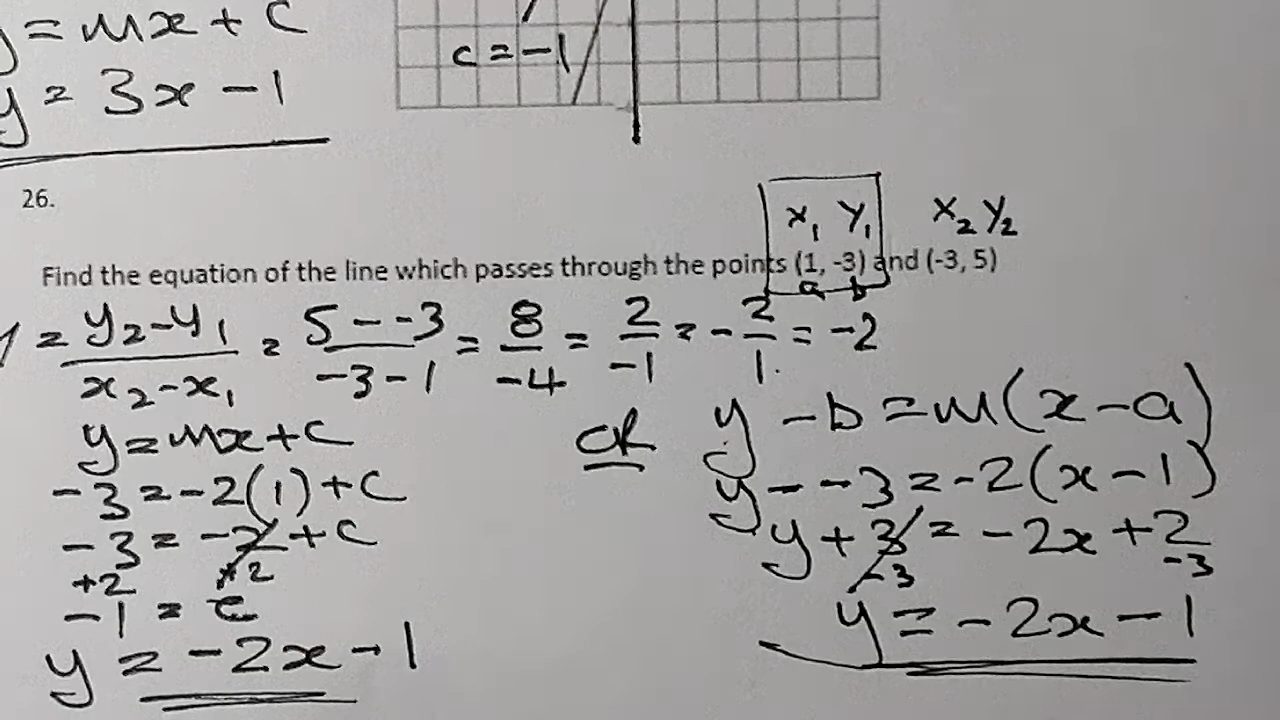 y = mx + c
y = 3x - 1
c = -1
26.
x₁ y₁ x₂ y₂
Find the equation of the line which passes through the points (1, -3) and (-3, 5)
a b
= y₂-y₁/x₂-x₁ = 5--3/-3-1 = 8/-4 = 2/-1 = -2/1 = -2
y = mx + c
-3 = -2(1) + c
-3 = -2 + c
+2 +2
-1 = c
y = -2x - 1
OR
y - b = m(x - a)
y - -3 = -2(x - 1)
y + 3 = -2x + 2
-3 -3
y = -2x - 1